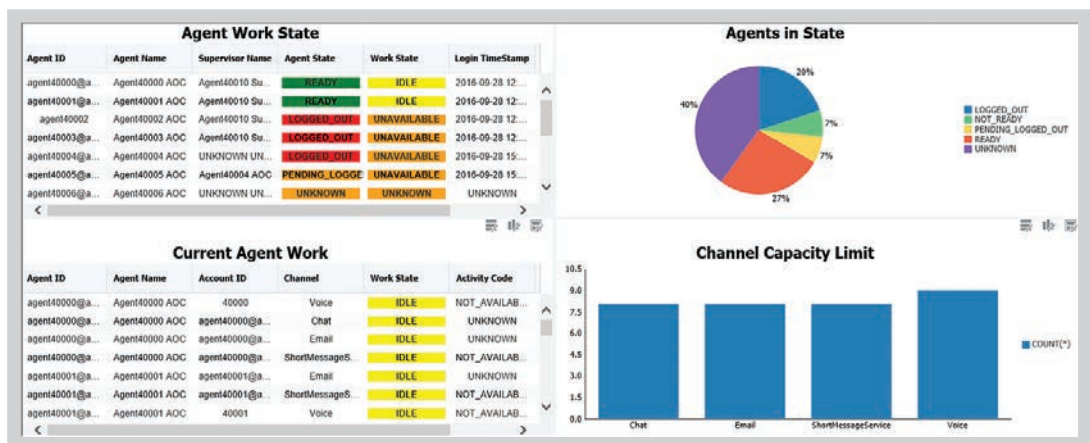 Agent Work State
Agent ID Agent Name Supervisor Name Agent State Work State Login TimeStamp
agent40000@a... Agent40000 AOC Agent40010 Su... READY IDLE 2016-09-28 12:...
agent40001@a... Agent40001 AOC Agent40010 Su... READY IDLE 2016-09-28 12:...
agent40002 Agent40002 AOC Agent40010 Su... LOGGED_OUT UNAVAILABLE 2016-09-28 12:...
agent40003@a... Agent40003 AOC Agent40010 Su... LOGGED_OUT UNAVAILABLE 2016-09-28 12:...
agent40004@a... Agent40004 AOC UNKNOWN UN... LOGGED_OUT UNAVAILABLE 2016-09-28 15:...
agent40005@a... Agent40005 AOC Agent40004 AOC PENDING_LOGGE UNAVAILABLE 2016-09-28 15:...
agent40006@a... Agent40006 AOC UNKNOWN UN... UNKNOWN UNKNOWN UNKNOWN
Agents in State
20%
40%
7%
7%
27%
LOGGED_OUT
NOT_READY
PENDING_LOGGED_OUT
READY
UNKNOWN
Current Agent Work
Agent ID Agent Name Account ID Channel Work State Activity Code
agent40000@a... Agent40000 AOC 40000 Voice IDLE NOT_AVAILAB...
agent40000@a... Agent40000 AOC agent40000@a... Chat IDLE UNKNOWN
agent40000@a... Agent40000 AOC agent40000@a... Email IDLE UNKNOWN
agent40000@a... Agent40000 AOC agent40000@a... ShortMessageS... IDLE NOT_AVAILAB...
agent40001@a... Agent40001 AOC agent40001@a... Email IDLE UNKNOWN
agent40001@a... Agent40001 AOC agent40001@a... ShortMessageS... IDLE NOT_AVAILAB...
agent40001@a... Agent40001 AOC 40001 Voice IDLE NOT_AVAILAB...
Channel Capacity Limit
10.5
9.0
7.5
6.0
4.5
3.0
1.5
0.0
Chat Email ShortMessageService Voice
COUNT(*)